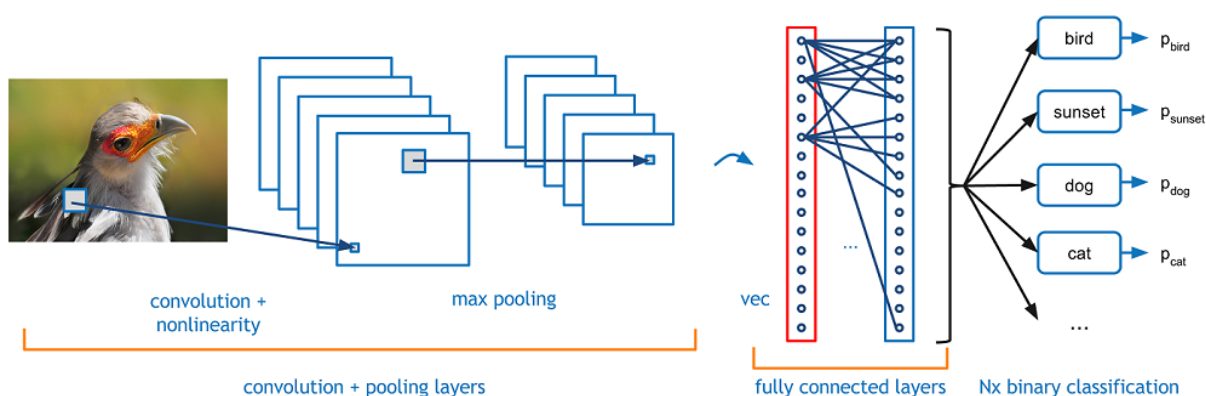 bird
p_bird
sunset
p_sunset
dog
p_dog
cat
p_cat
...
...
convolution +
nonlinearity
max pooling
vec
convolution + pooling layers
fully connected layers
Nx binary classification